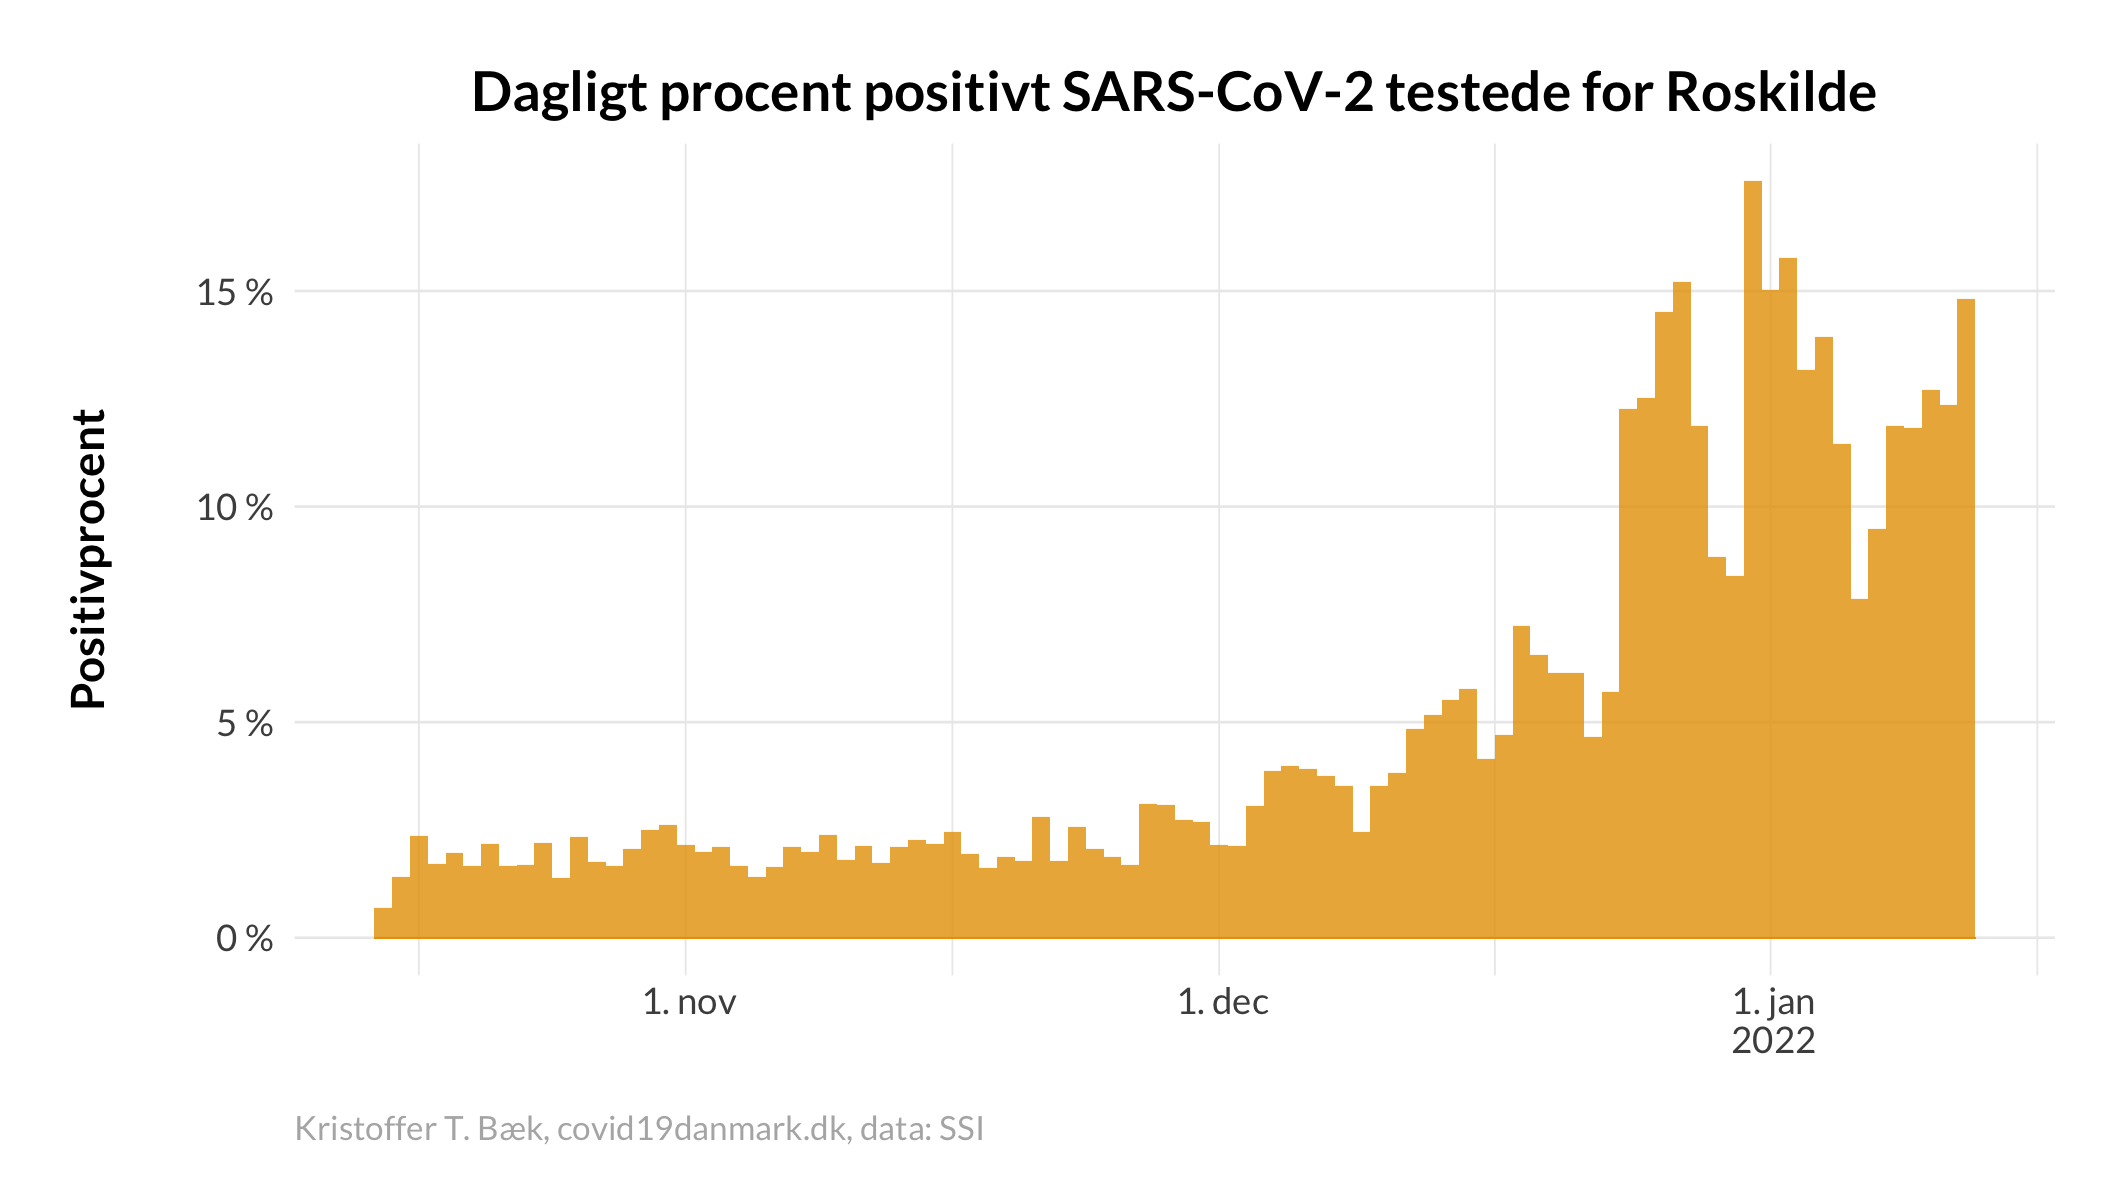 Dagligt procent positivt SARS-CoV-2 testede for Roskilde
Positivprocent
15 %
10 %
5 %
0 %
1. nov
1. dec
1. jan
2022
Kristoffer T. Bæk, covid19danmark.dk, data: SSI